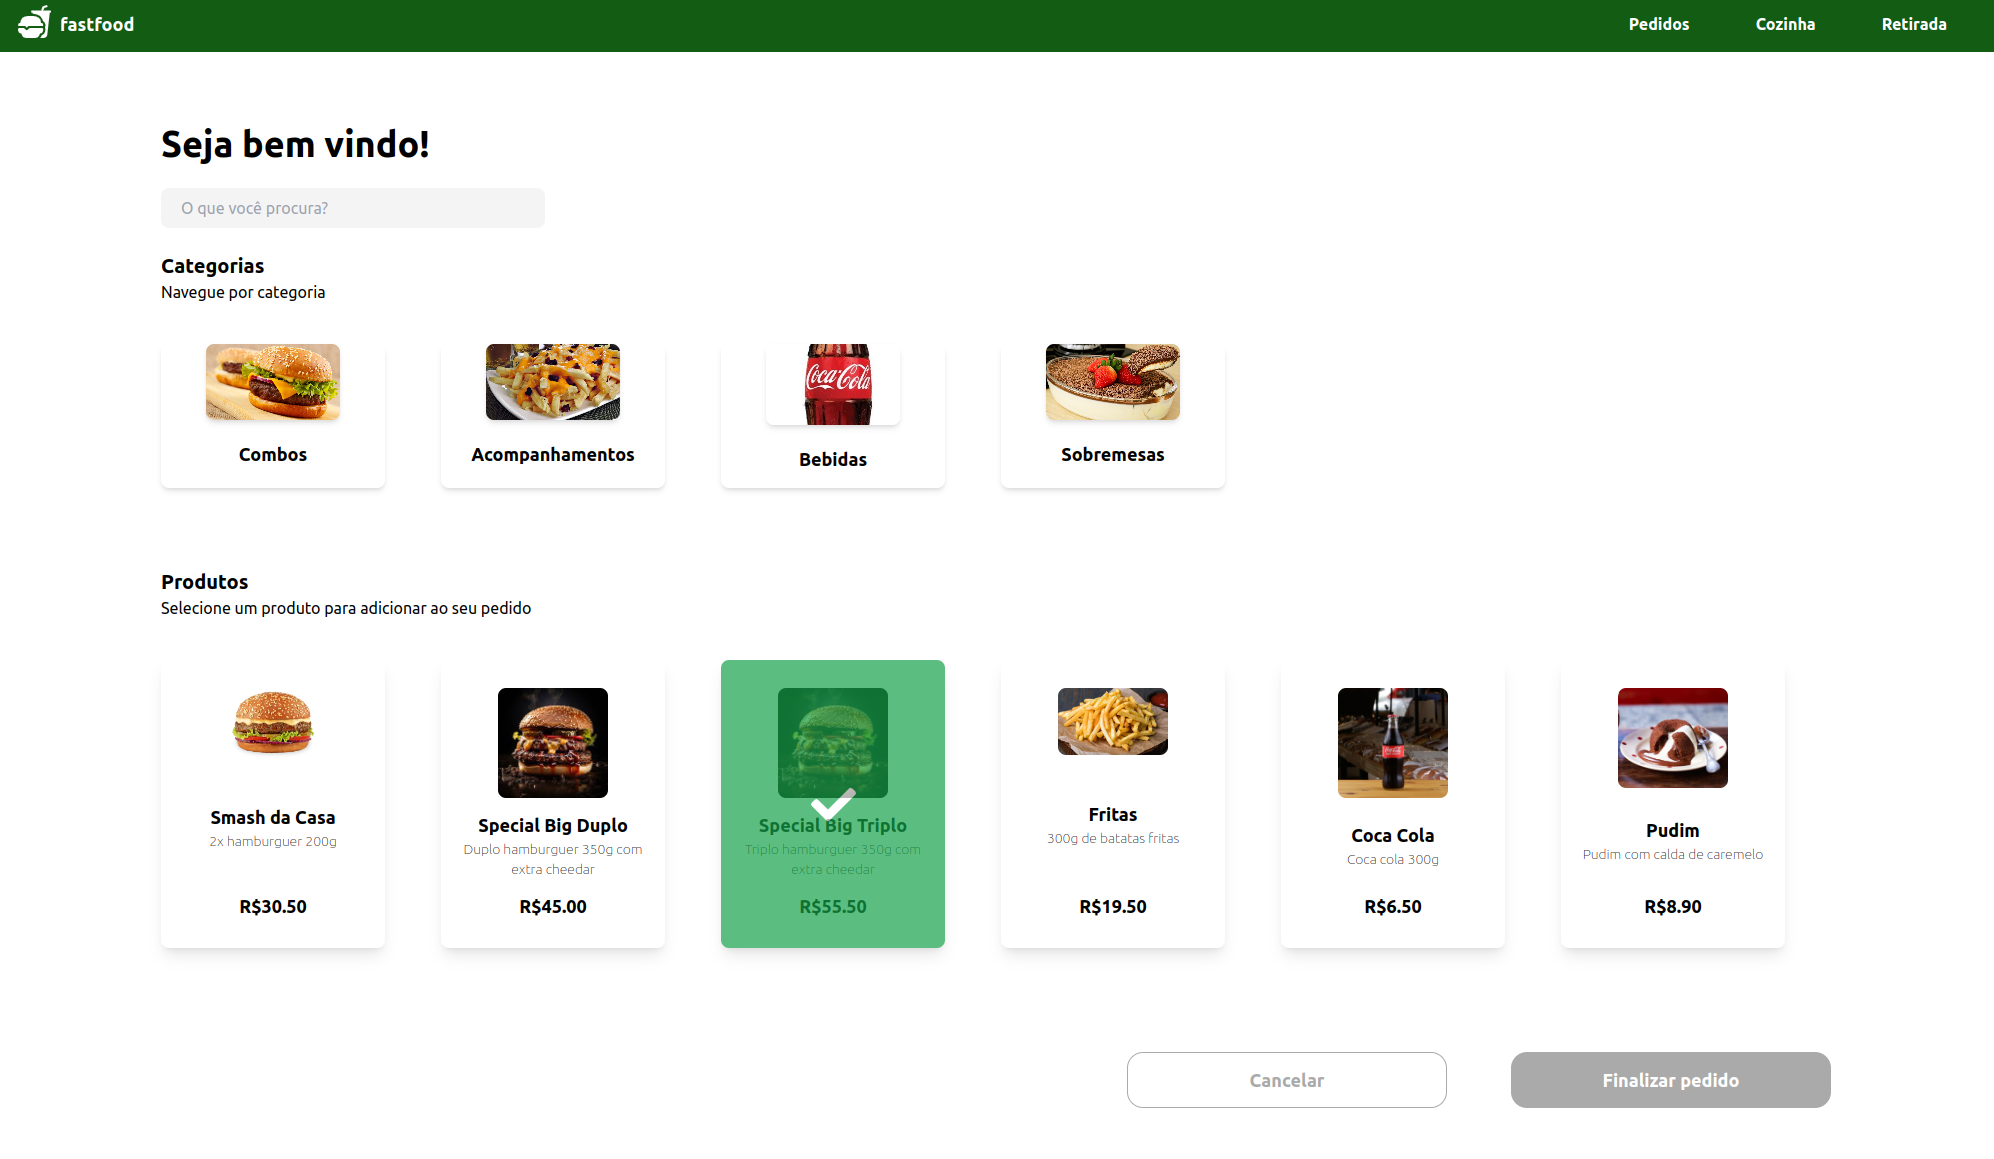 fastfood
Pedidos
Cozinha
Retirada
Seja bem vindo!
O que você procura?
Categorias
Navegue por categoria
Coca-Cola
Combos
Acompanhamentos
Bebidas
Sobremesas
Produtos
Selecione um produto para adicionar ao seu pedido
Smash da Casa
2x hamburguer 200g
R$30.50
Special Big Duplo
Duplo hamburguer 350g com
extra cheedar
R$45.00
Special Big Triplo
Triplo hamburguer 350g com
extra cheedar
R$55.50
Fritas
300g de batatas fritas
R$19.50
Coca Cola
Coca cola 300g
R$6.50
Pudim
Pudim com calda de caremelo
R$8.90
Cancelar
Finalizar pedido